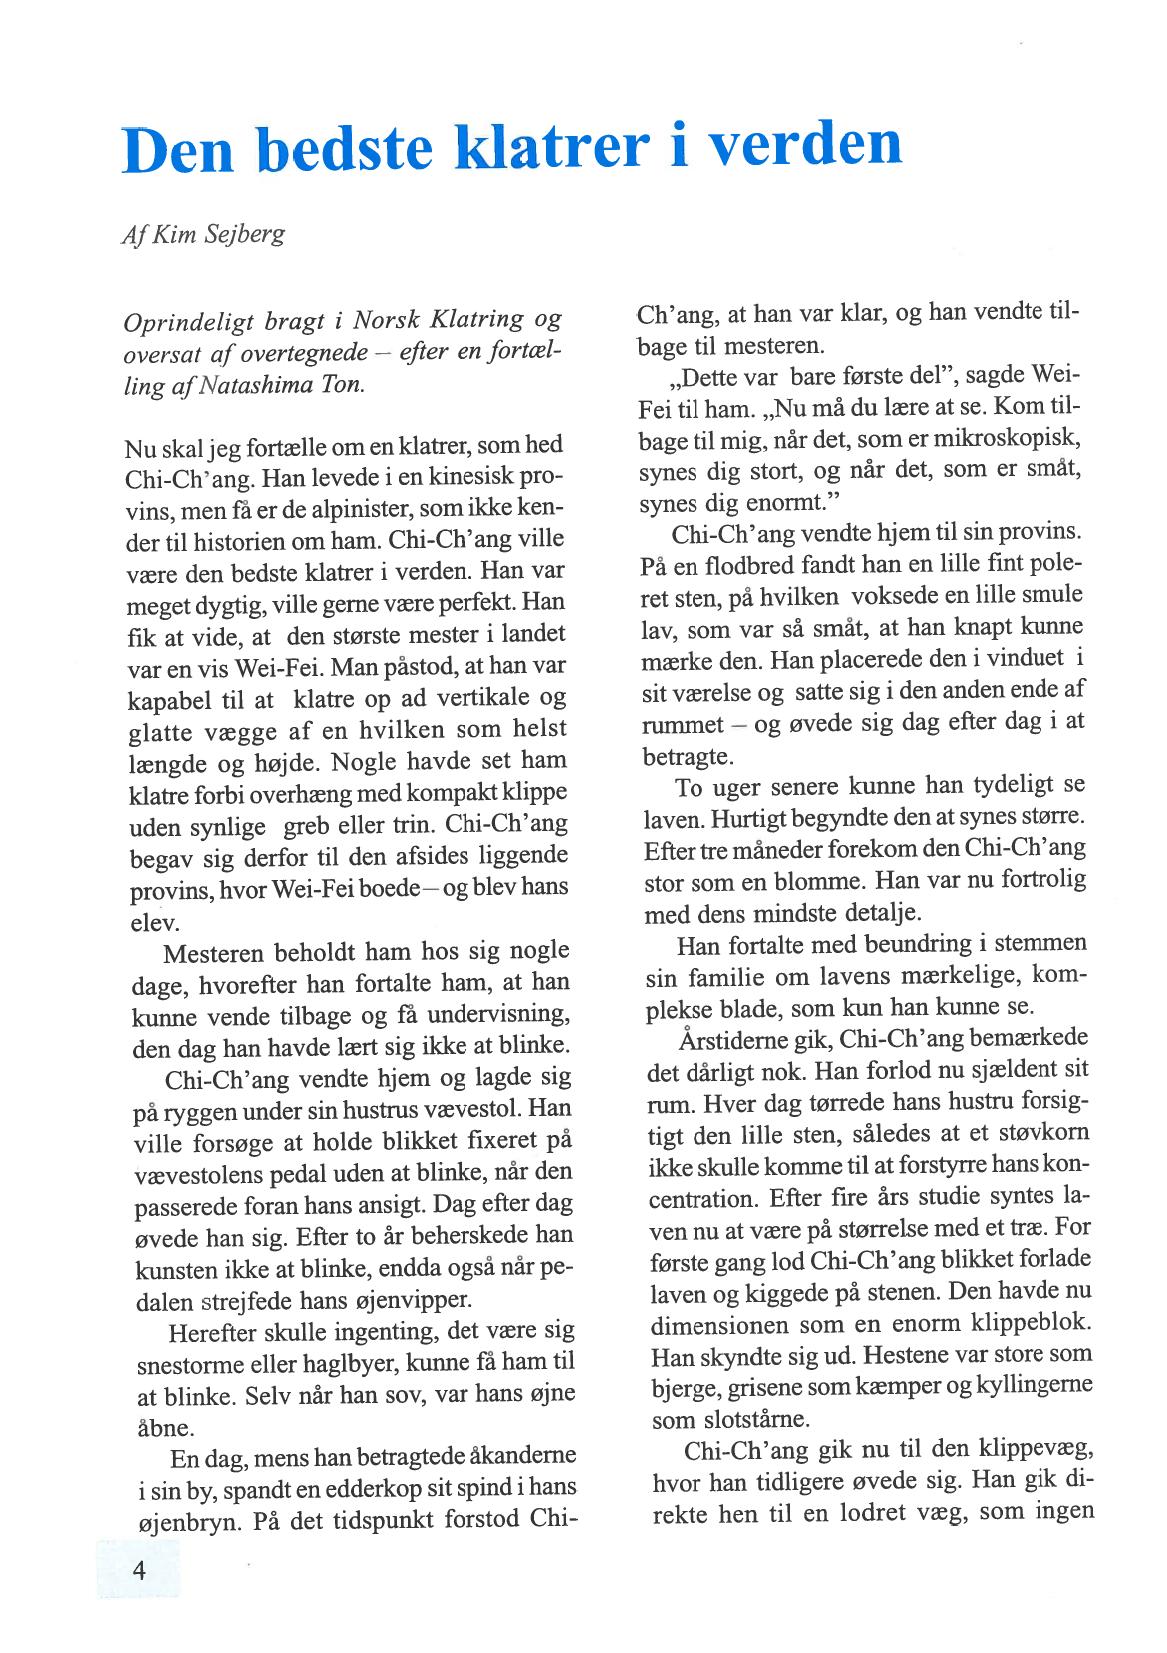 Den bedste klatrer i verden
Af Kim Sejberg
Oprindeligt bragt i Norsk Klatring og
oversat af overtegnede – efter en fortæl-
ling af Natashima Ton.
Nu skal jeg fortælle om en klatrer, som hed
Chi-Ch'ang. Han levede i en kinesisk pro-
vins, men få er de alpinister, som ikke ken-
der til historien om ham. Chi-Ch'ang ville
være den bedste klatrer i verden. Han var
meget dygtig, ville gerne være perfekt. Han
fik at vide, at den største mester i landet
var en vis Wei-Fei. Man påstod, at han var
kapabel til at klatre op ad vertikale og
glatte vægge af en hvilken som helst
længde og højde. Nogle havde set ham
klatre forbi overhæng med kompakt klippe
uden synlige greb eller trin. Chi-Ch'ang
begav sig derfor til den afsides liggende
provins, hvor Wei-Fei boede – og blev hans
elev.
Mesteren beholdt ham hos sig nogle
dage, hvorefter han fortalte ham, at han
kunne vende tilbage og få undervisning,
den dag han havde lært sig ikke at blinke.
Chi-Ch'ang vendte hjem og lagde sig
på ryggen under sin hustrus vævestol. Han
ville forsøge at holde blikket fixeret på
vævestolens pedal uden at blinke, når den
passerede foran hans ansigt. Dag efter dag
øvede han sig. Efter to år beherskede han
kunsten ikke at blinke, endda også når pe-
dalen strejfede hans øjenvipper.
Herefter skulle ingenting, det være sig
snestorme eller haglbyer, kunne få ham til
at blinke. Selv når han sov, var hans øjne
åbne.
En dag, mens han betragtede åkanderne
i sin by, spandt en edderkop sit spind i hans
øjenbryn. På det tidspunkt forstod Chi-
Ch'ang, at han var klar, og han vendte til-
bage til mesteren.
„Dette var bare første del”, sagde Wei-
Fei til ham. „Nu må du lære at se. Kom til-
bage til mig, når det, som er mikroskopisk,
synes dig stort, og når det, som er småt,
synes dig enormt.”
Chi-Ch'ang vendte hjem til sin provins.
På en flodbred fandt han en lille fint pole-
ret sten, på hvilken voksede en lille smule
lav, som var så småt, at han knapt kunne
mærke den. Han placerede den i vinduet i
sit værelse og satte sig i den anden ende af
rummet – og øvede sig dag efter dag i at
betragte.
To uger senere kunne han tydeligt se
laven. Hurtigt begyndte den at synes større.
Efter tre måneder forekom den Chi-Ch'ang
stor som en blomme. Han var nu fortrolig
med dens mindste detalje.
Han fortalte med beundring i stemmen
sin familie om lavens mærkelige, kom-
plekse blade, som kun han kunne se.
Årstiderne gik, Chi-Ch'ang bemærkede
det dårligt nok. Han forlod nu sjældent sit
rum. Hver dag tørrede hans hustru forsig-
tigt den lille sten, således at et støvkorn
ikke skulle komme til at forstyrre hans kon-
centration. Efter fire års studie syntes la-
ven nu at være på størrelse med et træ. For
første gang lod Chi-Ch'ang blikket forlade
laven og kiggede på stenen. Den havde nu
dimensionen som en enorm klippeblok.
Han skyndte sig ud. Hestene var store som
bjerge, grisene som kæmper og kyllingerne
som slotstårne.
Chi-Ch'ang gik nu til den klippevæg,
hvor han tidligere øvede sig. Han gik di-
rekte hen til en lodret væg, som ingen
4